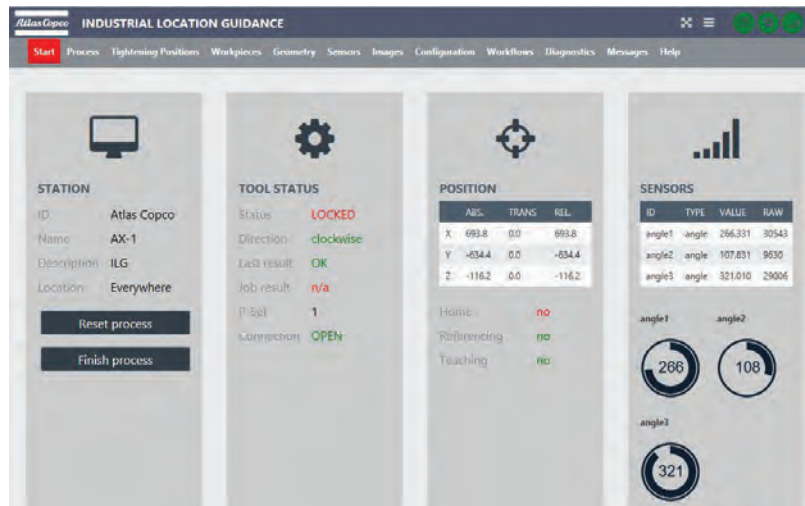 Atlas Copco INDUSTRIAL LOCATION GUIDANCE
Start Process Tightening Positions Workpieces Geometry Sensors Images Configuration Workflows Diagnostics Messages Help
STATION
ID Atlas Copco
Name AX-1
Description ILG
Location Everywhere
Reset process
Finish process
TOOL STATUS
Status LOCKED
Direction clockwise
Last result OK
Job result n/a
P-Set 1
Connection OPEN
POSITION
ABS. TRANS REL.
X 693.8 0.0 693.8
Y -634.4 0.0 -634.4
Z -116.2 0.0 -116.2
Home no
Referencing no
Teaching no
SENSORS
ID TYPE VALUE RAW
angle1 angle 266.331 30543
angle2 angle 107.831 9630
angle3 angle 321.010 29006
angle1 angle2
266 108
angle3
321